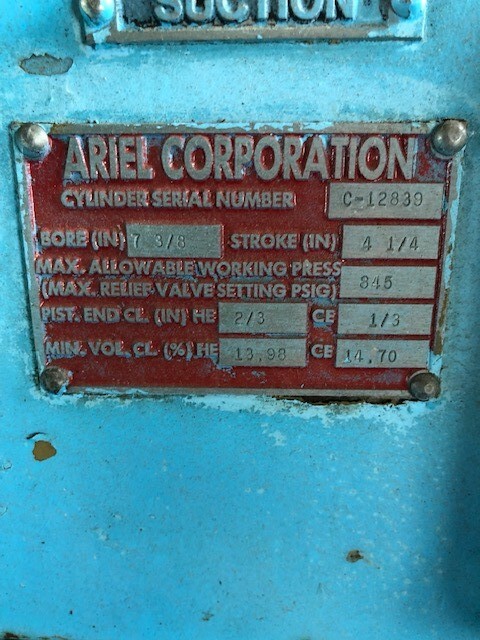 SUCTION
ARIEL CORPORATION
CYLINDER SERIAL NUMBER C-12839
BORE (IN) 7 3/8 STROKE (IN) 4 1/4
MAX. ALLOWABLE WORKING PRESS
(MAX. RELIEF VALVE SETTING PSIG) 845
PIST. END CL. (IN) HE 2/3 CE 1/3
MIN. VOL. CL. (%) HE 13.98 CE 14.70